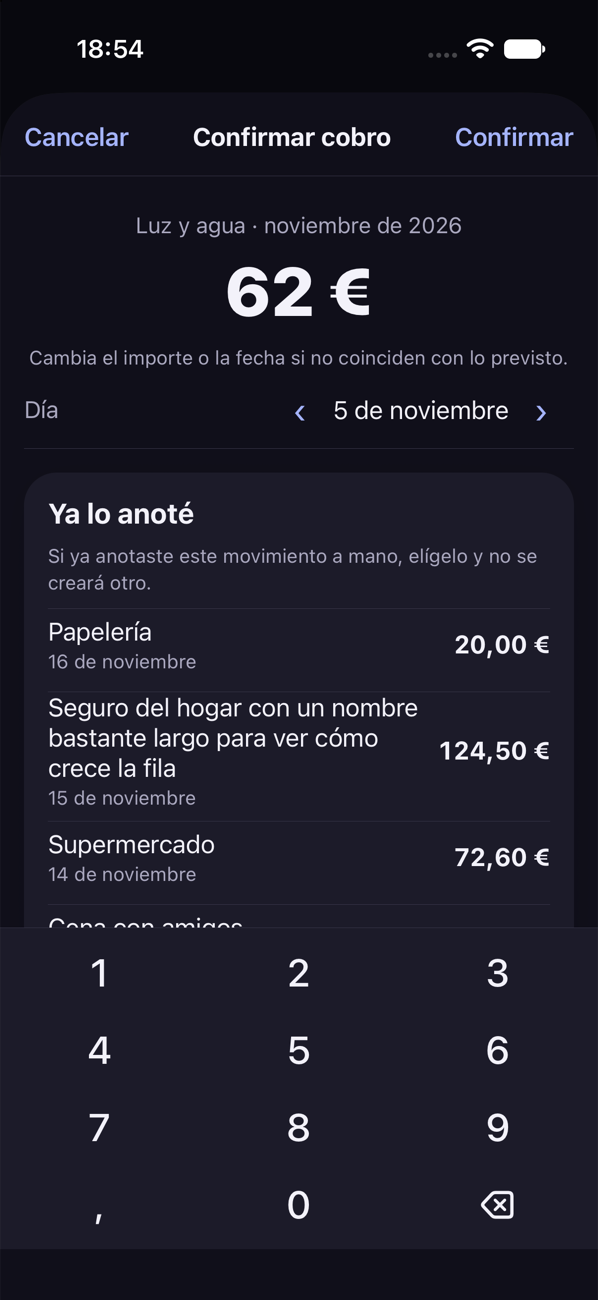 18:54
Cancelar Confirmar cobro Confirmar
Luz y agua · noviembre de 2026
62 €
Cambia el importe o la fecha si no coinciden con lo previsto.
Día ‹ 5 de noviembre ›
Ya lo anoté
Si ya anotaste este movimiento a mano, elígelo y no se
creará otro.
Papelería
20,00 €
16 de noviembre
Seguro del hogar con un nombre
bastante largo para ver cómo
124,50 €
crece la fila
15 de noviembre
Supermercado
72,60 €
14 de noviembre
Cena con amigos
1 2 3
4 5 6
7 8 9
, 0